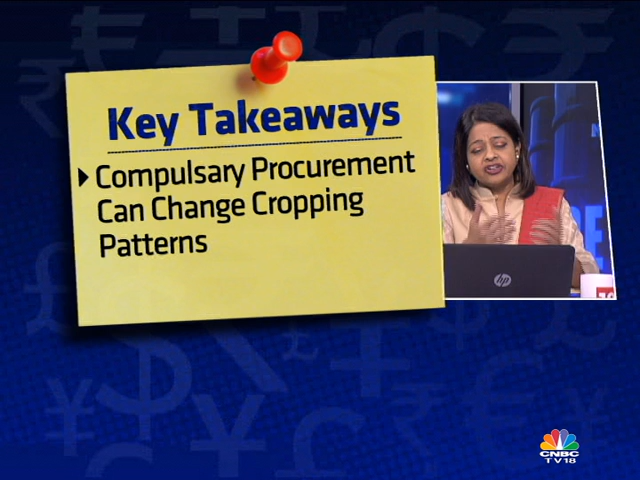 Key Takeaways
Compulsary Procurement
Can Change Cropping
Patterns
hp
CNBC
TV18